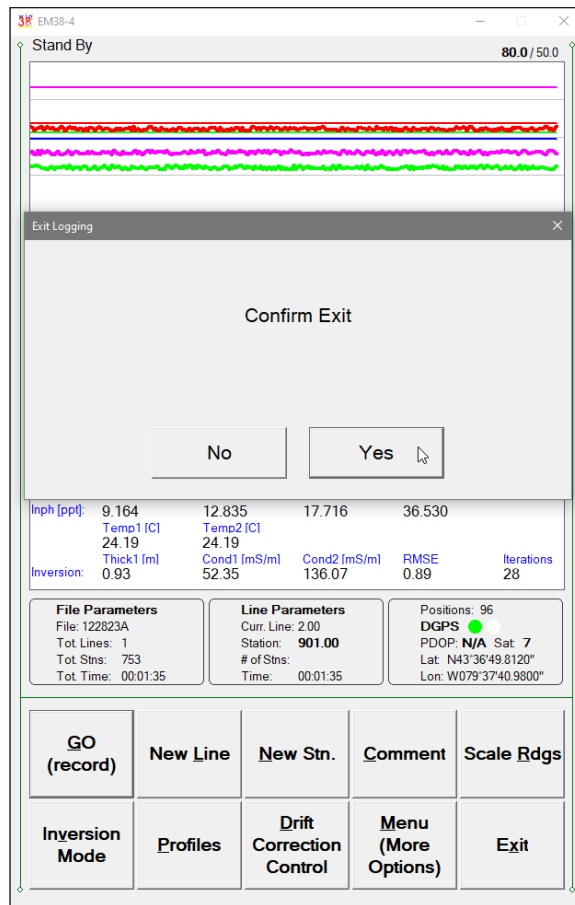 38 EM38-4
Stand By
80.0 / 50.0
Exit Logging
Confirm Exit
No
Yes
Inph [ppt]: 9.164 12.835 17.716 36.530
Temp1 [C] Temp2 [C]
24.19 24.19
Thick1 [m] Cond1 [mS/m] Cond2 [mS/m] RMSE Iterations
Inversion: 0.93 52.35 136.07 0.89 28
File Parameters
File: 122823A
Tot. Lines: 1
Tot. Stns: 753
Tot. Time: 00:01:35
Line Parameters
Curr. Line: 2.00
Station: 901.00
# of Stns:
Time: 00:01:35
Positions: 96
DGPS
PDOP: N/A Sat: 7
Lat: N43°36'49.8120"
Lon: W079°37'40.9800"
GO
(record)
New Line
New Stn.
Comment
Scale Rdgs
Inversion
Mode
Profiles
Drift
Correction
Control
Menu
(More
Options)
Exit